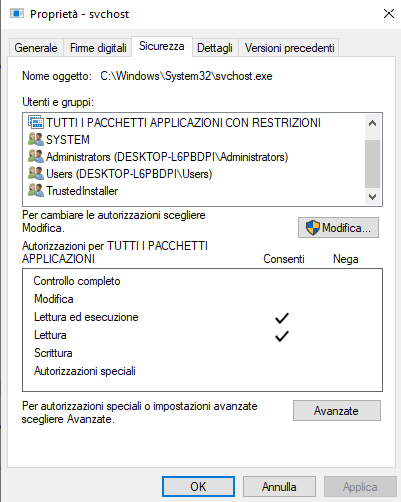 Proprietà - svchost
Generale Firme digitali Sicurezza Dettagli Versioni precedenti
Nome oggetto: C:\Windows\System32\svchost.exe
Utenti e gruppi:
TUTTI I PACCHETTI APPLICAZIONI CON RESTRIZIONI
SYSTEM
Administrators (DESKTOP-L6PBDPI\Administrators)
Users (DESKTOP-L6PBDPI\Users)
TrustedInstaller
Per cambiare le autorizzazioni scegliere
Modifica.
Modifica...
Autorizzazioni per TUTTI I PACCHETTI
APPLICAZIONI
Consenti Nega
Controllo completo
Modifica
Lettura ed esecuzione
Lettura
Scrittura
Autorizzazioni speciali
Per autorizzazioni speciali o impostazioni avanzate
scegliere Avanzate.
Avanzate
OK Annulla Applica